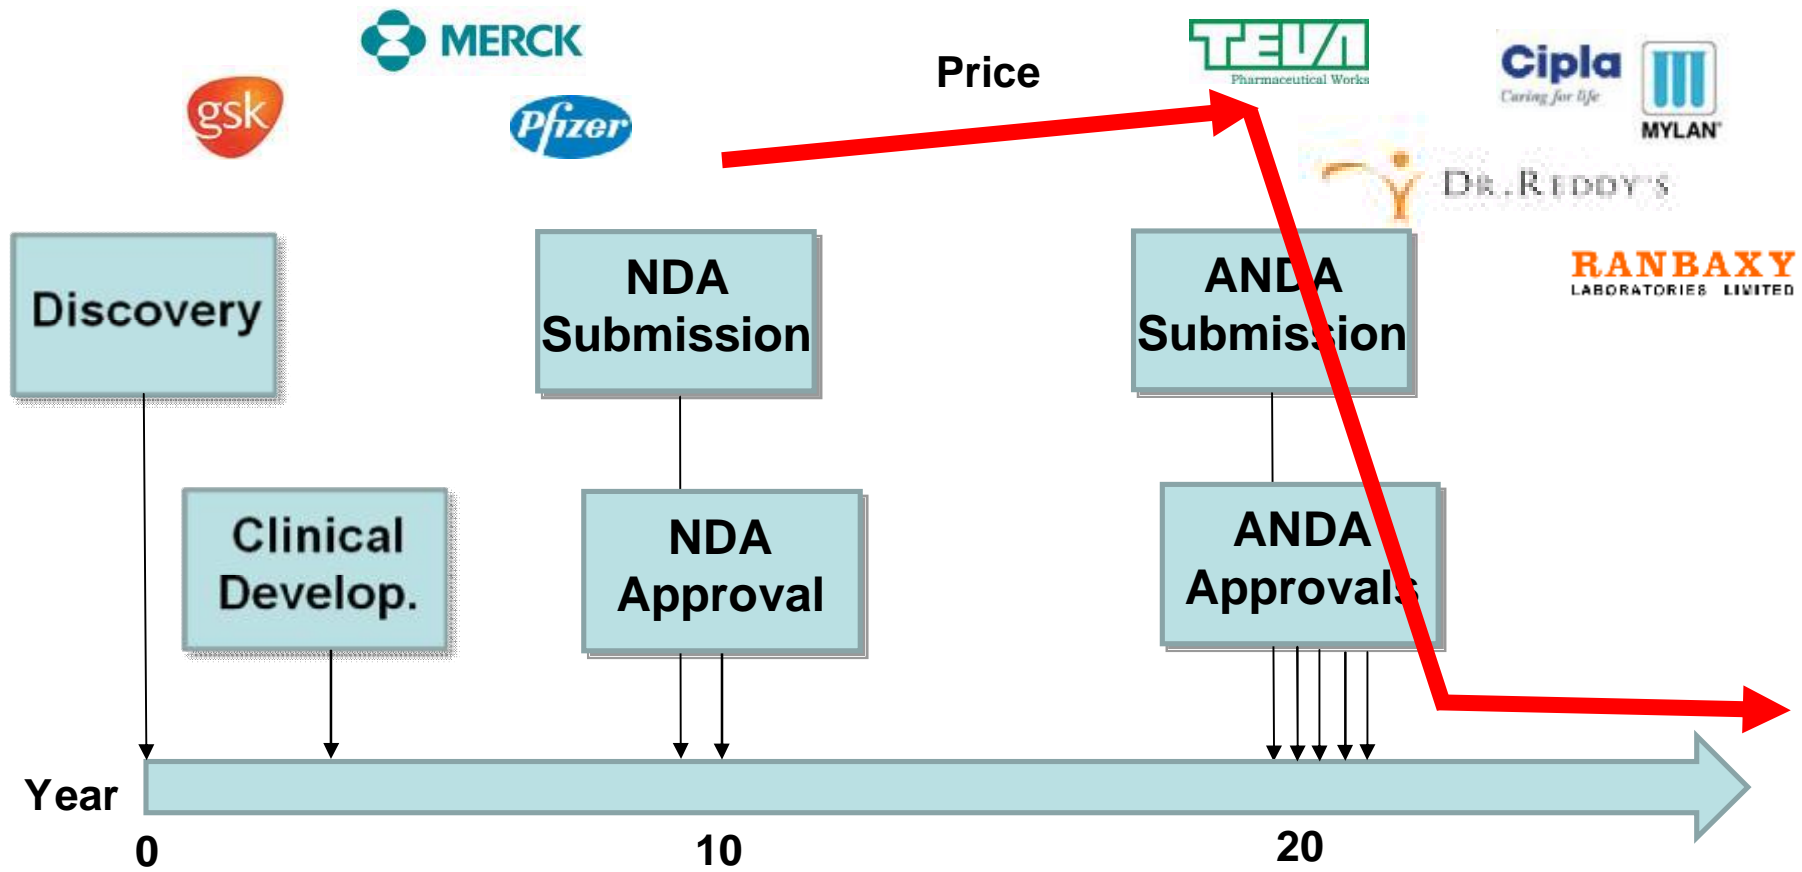 MERCK
gsk
Pfizer
Price
TEVA
Pharmaceutical Works
Cipla
Caring for life
MYLAN
DR.REDDY'S
RANBAXY
LABORATORIES LIMITED
Discovery
NDA
Submission
ANDA
Submission
Clinical
Develop.
NDA
Approval
ANDA
Approvals
Year
0
10
20